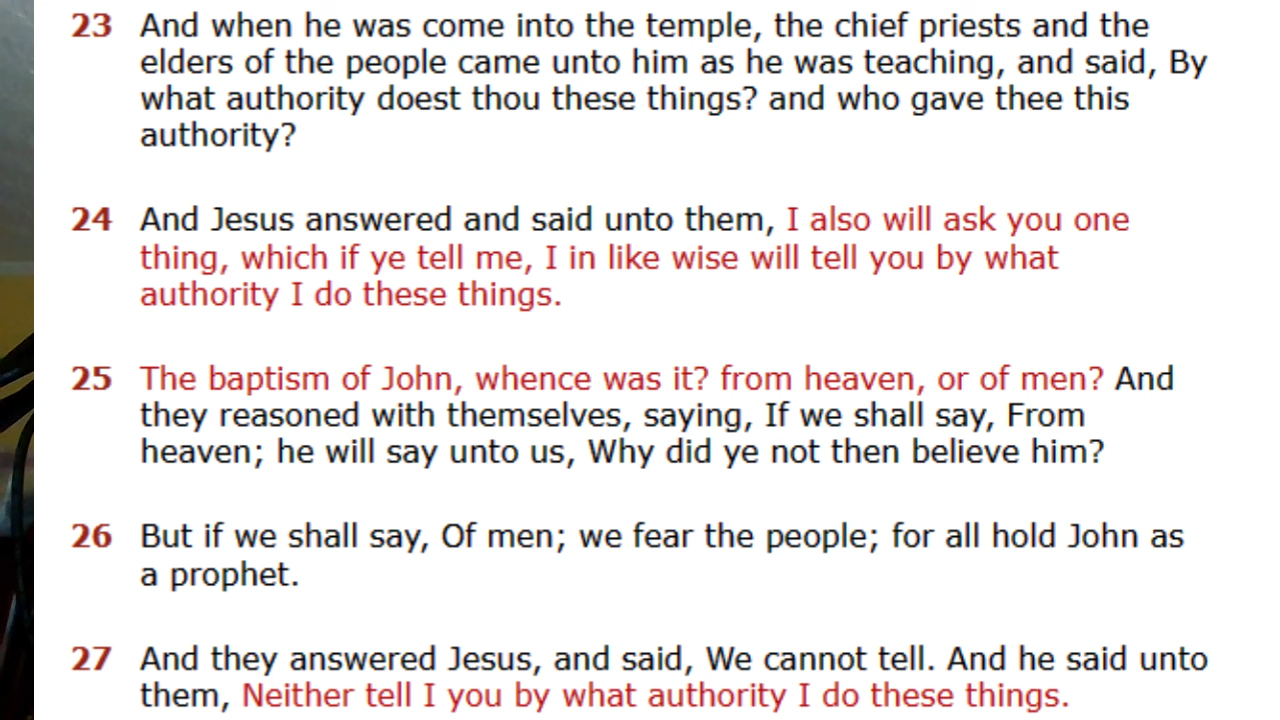 23 And when he was come into the temple, the chief priests and the
elders of the people came unto him as he was teaching, and said, By
what authority doest thou these things? and who gave thee this
authority?
24 And Jesus answered and said unto them, I also will ask you one
thing, which if ye tell me, I in like wise will tell you by what
authority I do these things.
25 The baptism of John, whence was it? from heaven, or of men? And
they reasoned with themselves, saying, If we shall say, From
heaven; he will say unto us, Why did ye not then believe him?
26 But if we shall say, Of men; we fear the people; for all hold John as
a prophet.
27 And they answered Jesus, and said, We cannot tell. And he said unto
them, Neither tell I you by what authority I do these things.